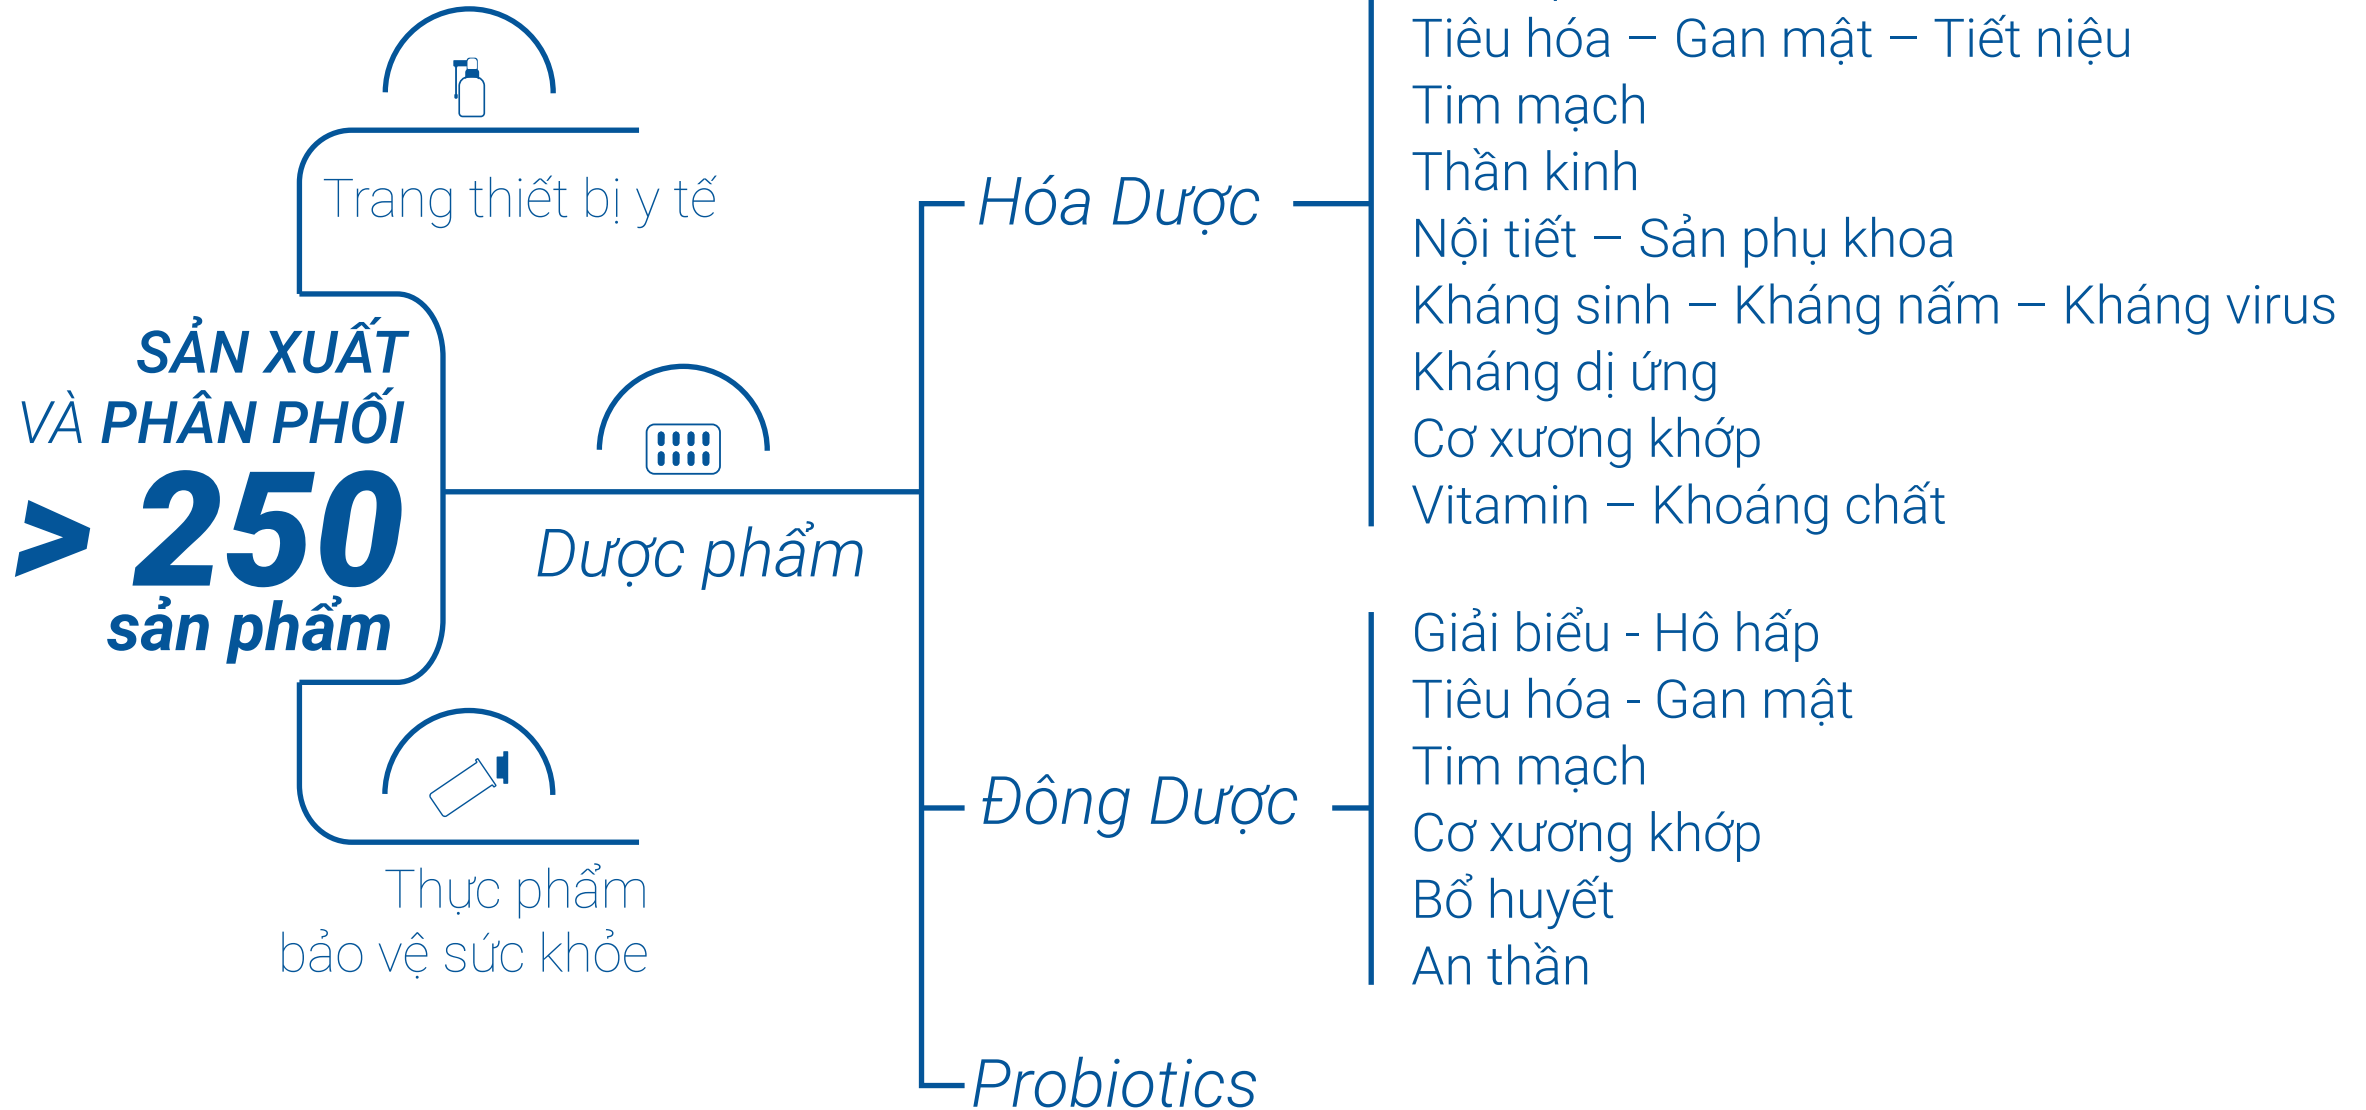 Trang thiết bị y tế
SẢN XUẤT
VÀ PHÂN PHỐI
> 250
sản phẩm
Dược phẩm
Thực phẩm
bảo vệ sức khỏe
Hóa Dược
Tiêu hóa – Gan mật – Tiết niệu
Tim mạch
Thần kinh
Nội tiết – Sản phụ khoa
Kháng sinh – Kháng nấm – Kháng virus
Kháng dị ứng
Cơ xương khớp
Vitamin – Khoáng chất
Đông Dược
Giải biểu - Hô hấp
Tiêu hóa - Gan mật
Tim mạch
Cơ xương khớp
Bổ huyết
An thần
Probiotics